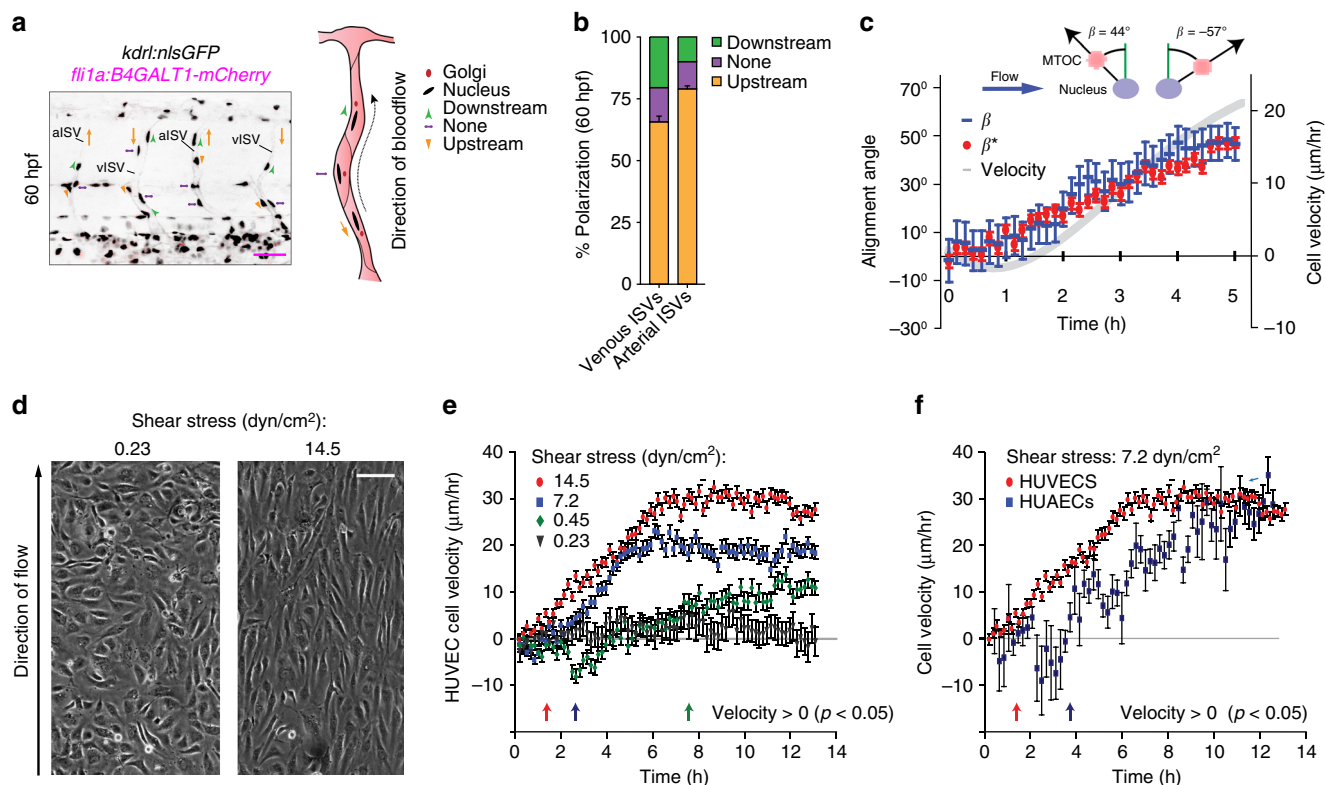 a
kdrl:nlsGFP
fli1a:B4GALT1-mCherry
60 hpf
aISV
vISV
aISV
vISV
Direction of bloodflow
Golgi
Nucleus
Downstream
None
Upstream
b
% Polarization (60 hpf)
100
75
50
25
0
Venous ISVs
Arterial ISVs
Downstream
None
Upstream
c
β = 44°
β = –57°
MTOC
Flow
Nucleus
β
β*
Velocity
Alignment angle
70⁰
50⁰
30⁰
10⁰
–10⁰
–30⁰
0 1 2 3 4 5
Time (h)
Cell velocity (µm/hr)
20
10
0
–10
d
Shear stress (dyn/cm²):
0.23 14.5
Direction of flow
e
Shear stress (dyn/cm²):
14.5
7.2
0.45
0.23
HUVEC cell velocity (µm/hr)
40
30
20
10
0
–10
Velocity > 0 (p < 0.05)
0 2 4 6 8 10 12 14
Time (h)
f
Shear stress: 7.2 dyn/cm²
HUVECS
HUAECs
Cell velocity (µm/hr)
40
30
20
10
0
–10
Velocity > 0 (p < 0.05)
0 2 4 6 8 10 12 14
Time (h)